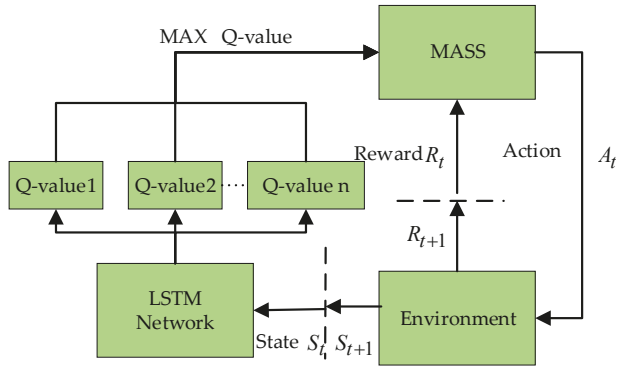 MAX Q-value
MASS
Q-value1
Q-value2
.....
Q-value n
Reward R_t
Action
A_t
R_{t+1}
LSTM
Network
Environment
State S_t
S_{t+1}